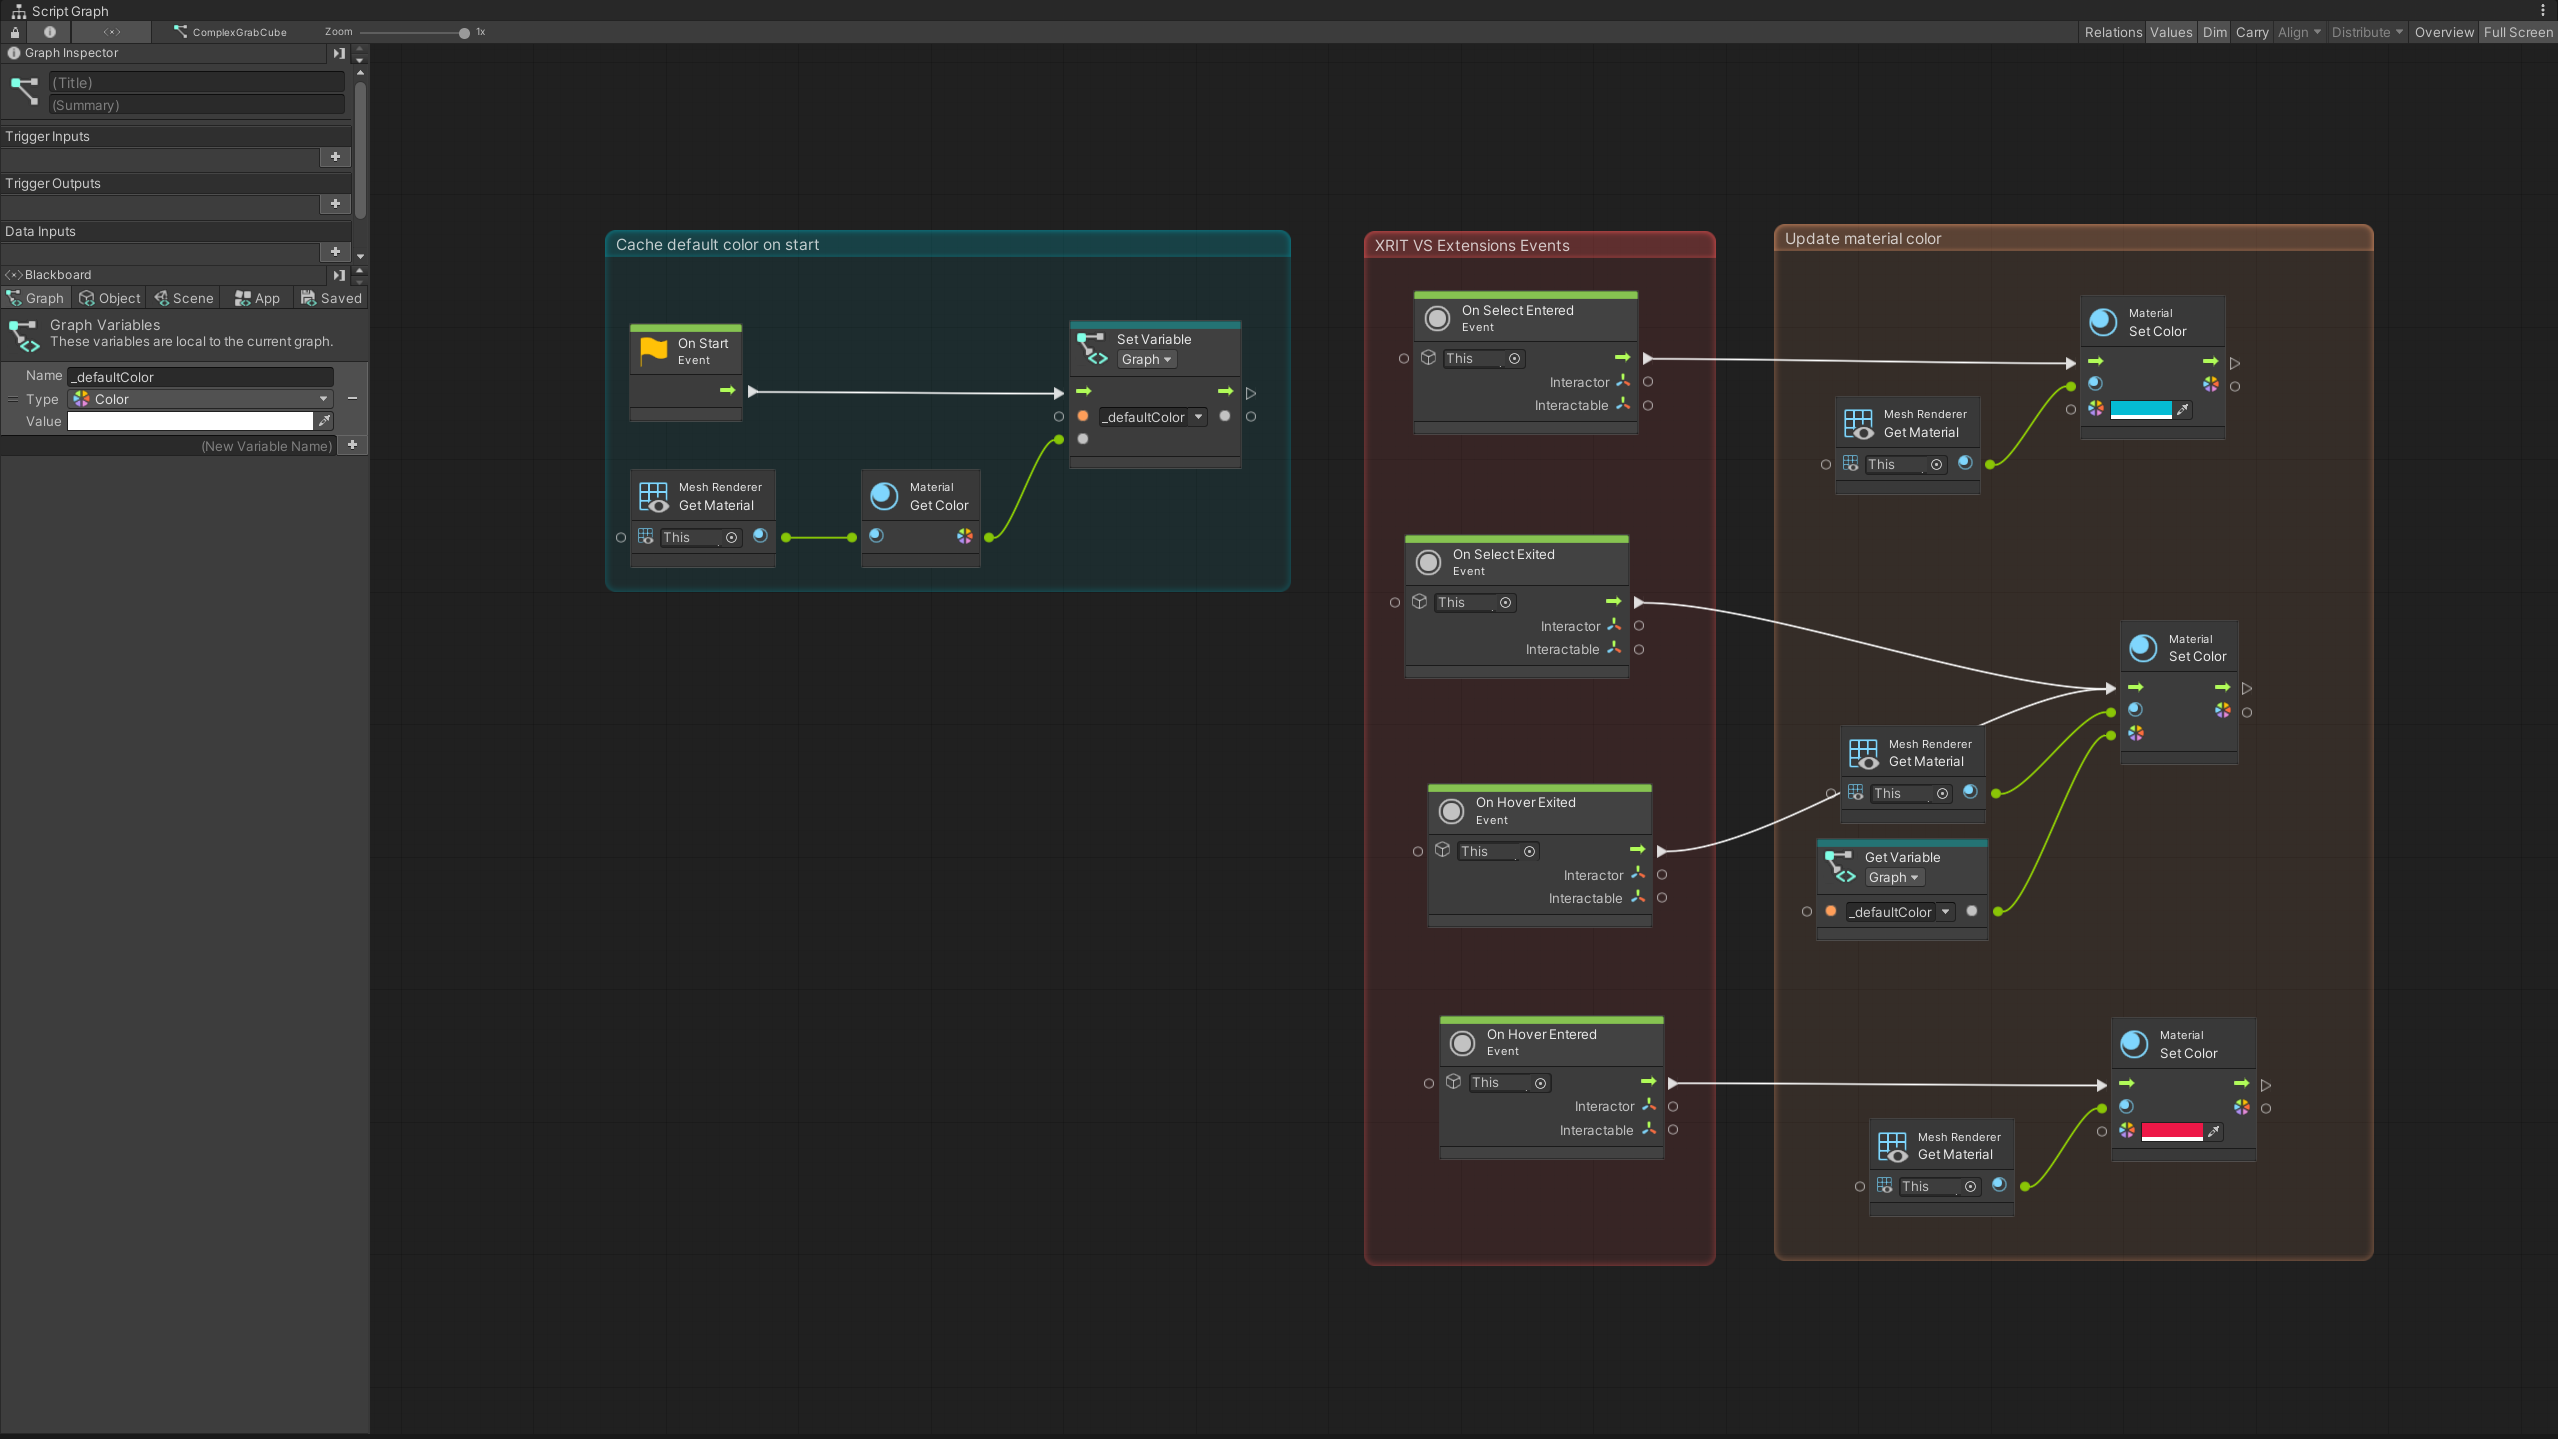 Script Graph
ComplexGrabCube
Zoom
1x
Relations
Values
Dim
Carry
Align
Distribute
Overview
Full Screen
Graph Inspector
(Title)
(Summary)
Trigger Inputs
Trigger Outputs
Data Inputs
Blackboard
Graph
Object
Scene
App
Saved
Graph Variables
These variables are local to the current graph.
Name
_defaultColor
Type
Color
Value
(New Variable Name)
Cache default color on start
On Start
Event
Set Variable
Graph
_defaultColor
Mesh Renderer
Get Material
This
Material
Get Color
XRIT VS Extensions Events
On Select Entered
Event
This
Interactor
Interactable
On Select Exited
Event
This
Interactor
Interactable
On Hover Exited
Event
This
Interactor
Interactable
On Hover Entered
Event
This
Interactor
Interactable
Update material color
Material
Set Color
Mesh Renderer
Get Material
This
Material
Set Color
Mesh Renderer
Get Material
This
Get Variable
Graph
_defaultColor
Material
Set Color
Mesh Renderer
Get Material
This